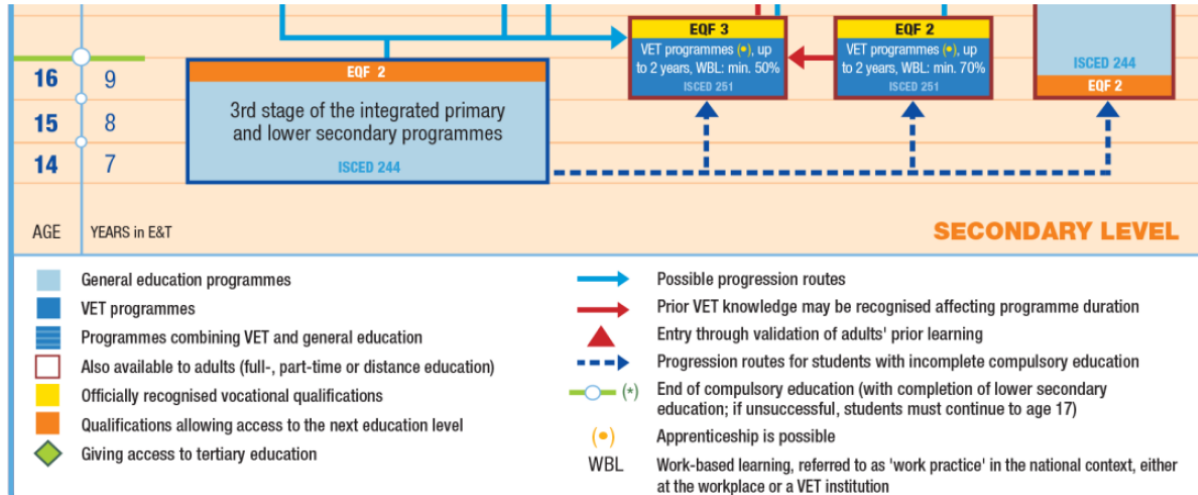 EQF 3
VET programmes (•), up
to 2 years, WBL: min. 50%
ISCED 251
EQF 2
VET programmes (•), up
to 2 years, WBL: min. 70%
ISCED 251
ISCED 244
EQF 2
16 9
15 8
14 7
EQF 2
3rd stage of the integrated primary
and lower secondary programmes
ISCED 244
AGE YEARS in E&T
SECONDARY LEVEL
General education programmes
VET programmes
Programmes combining VET and general education
Also available to adults (full-, part-time or distance education)
Officially recognised vocational qualifications
Qualifications allowing access to the next education level
Giving access to tertiary education
Possible progression routes
Prior VET knowledge may be recognised affecting programme duration
Entry through validation of adults' prior learning
Progression routes for students with incomplete compulsory education
(*) End of compulsory education (with completion of lower secondary
education; if unsuccessful, students must continue to age 17)
(•) Apprenticeship is possible
WBL Work-based learning, referred to as 'work practice' in the national context, either
at the workplace or a VET institution